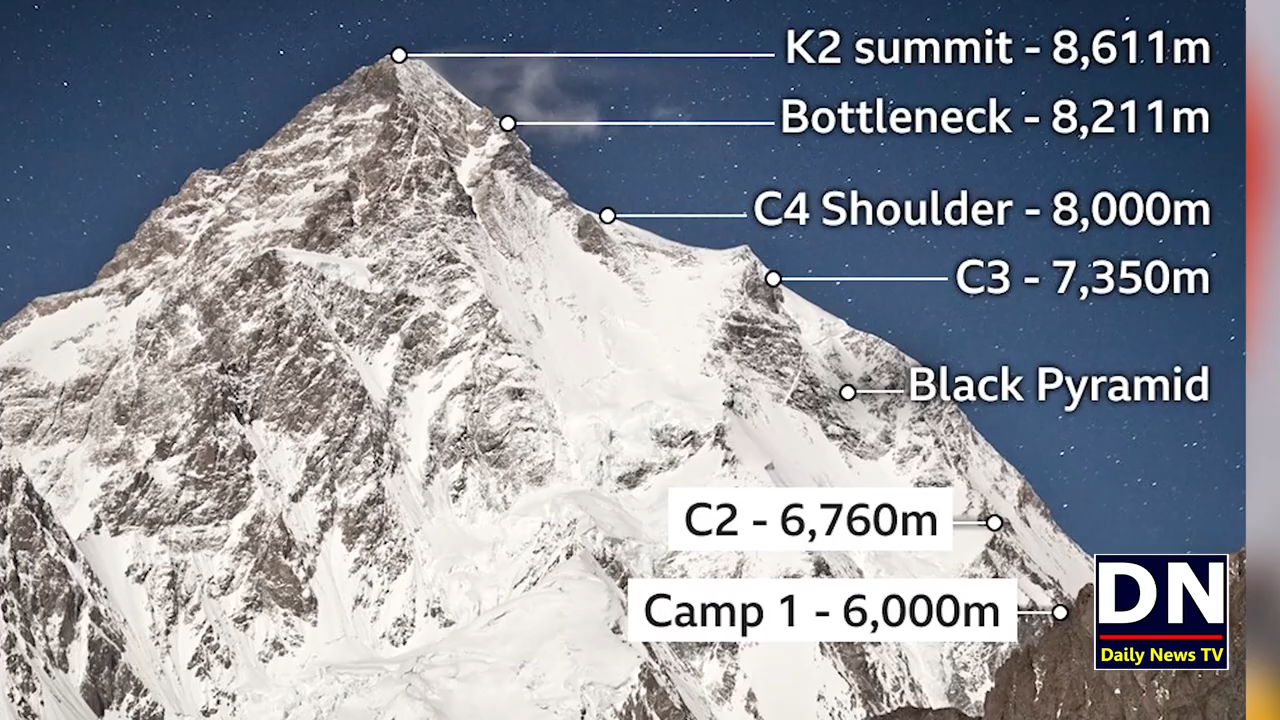 K2 summit - 8,611m
Bottleneck - 8,211m
C4 Shoulder - 8,000m
C3 - 7,350m
Black Pyramid
C2 - 6,760m
Camp 1 - 6,000m
DN
Daily News TV